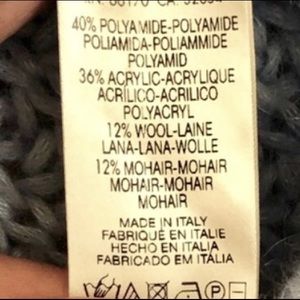 40% POLYAMIDE-POLYAMIDE
POLIAMIDA-POLIAMMIDE
POLYAMID
36% ACRYLIC-ACRYLIQUE
ACRILICO-ACRILICO
POLYACRYL
12% WOOL-LAINE
LANA-LANA-WOLLE
12% MOHAIR-MOHAIR
MOHAIR-MOHAIR
MOHAIR
MADE IN ITALY
FABRIQUÉ EN ITALIE
HECHO EN ITALIA
FABRICADO EM ITÁLIA